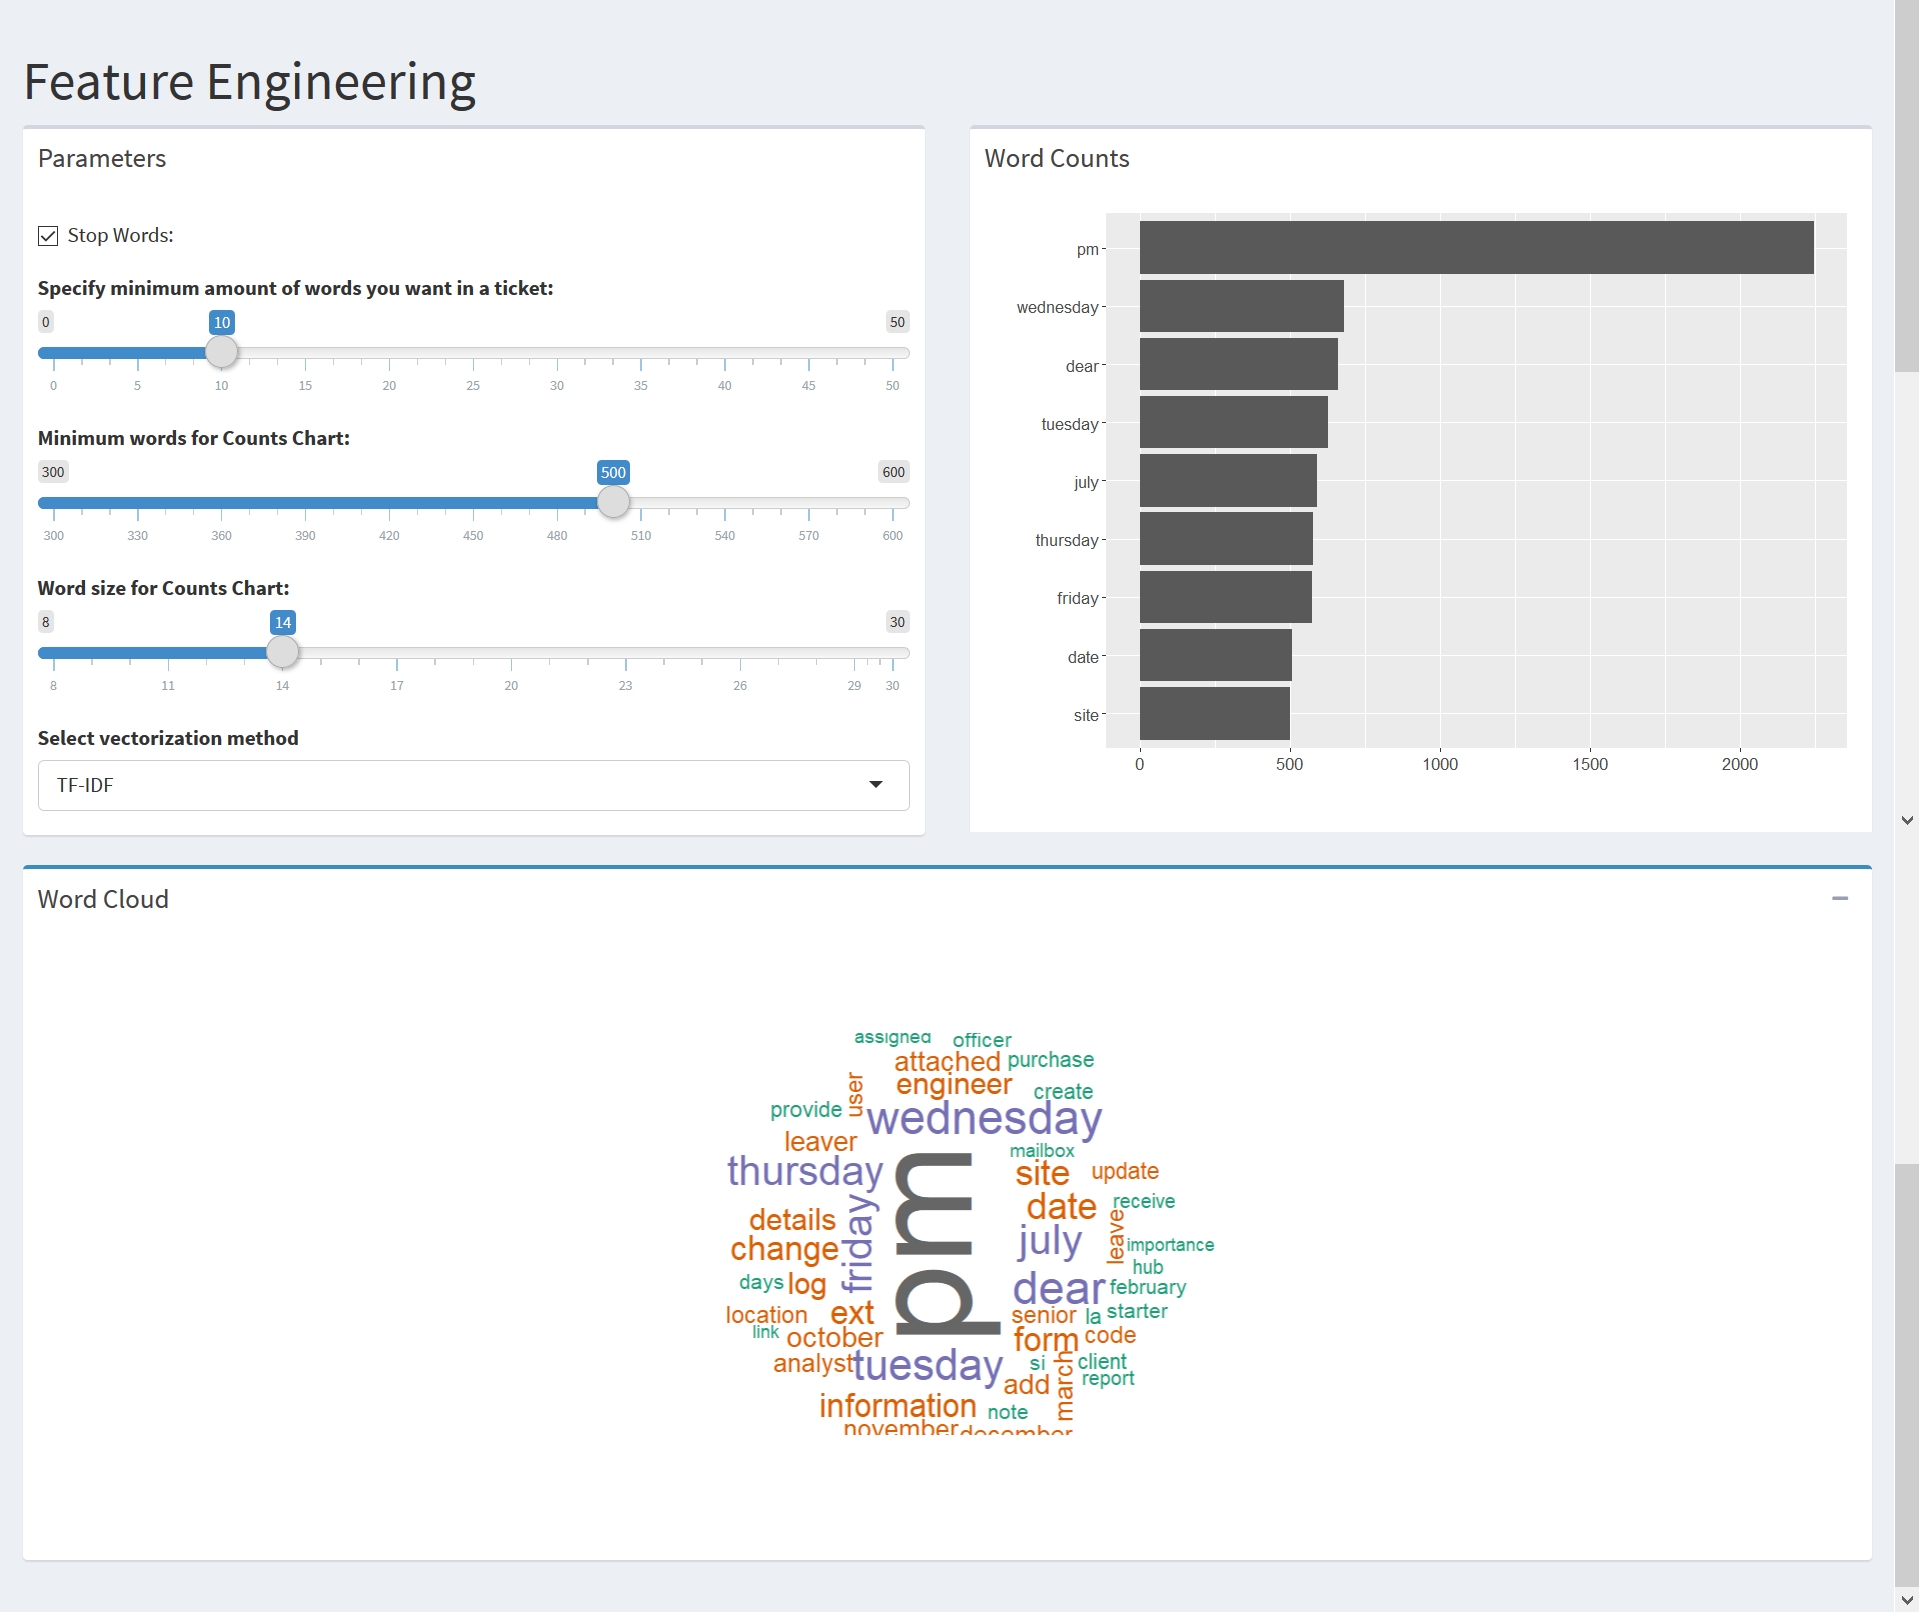 Feature Engineering
Parameters
Stop Words:
Specify minimum amount of words you want in a ticket:
0 10 50
0 5 10 15 20 25 30 35 40 45 50
Minimum words for Counts Chart:
300 500 600
300 330 360 390 420 450 480 510 540 570 600
Word size for Counts Chart:
8 14 30
8 11 14 17 20 23 26 29 30
Select vectorization method
TF-IDF
Word Counts
pm
wednesday
dear
tuesday
july
thursday
friday
date
site
0 500 1000 1500 2000
Word Cloud
assigned officer
attached purchase
user engineer create
provide wednesday
leaver mailbox
thursday pm site update
friday date receive
details july leave
change importance
hub
days log dear february
location ext senior la starter
link october form code
analyst tuesday si march client
add report
information note
november december